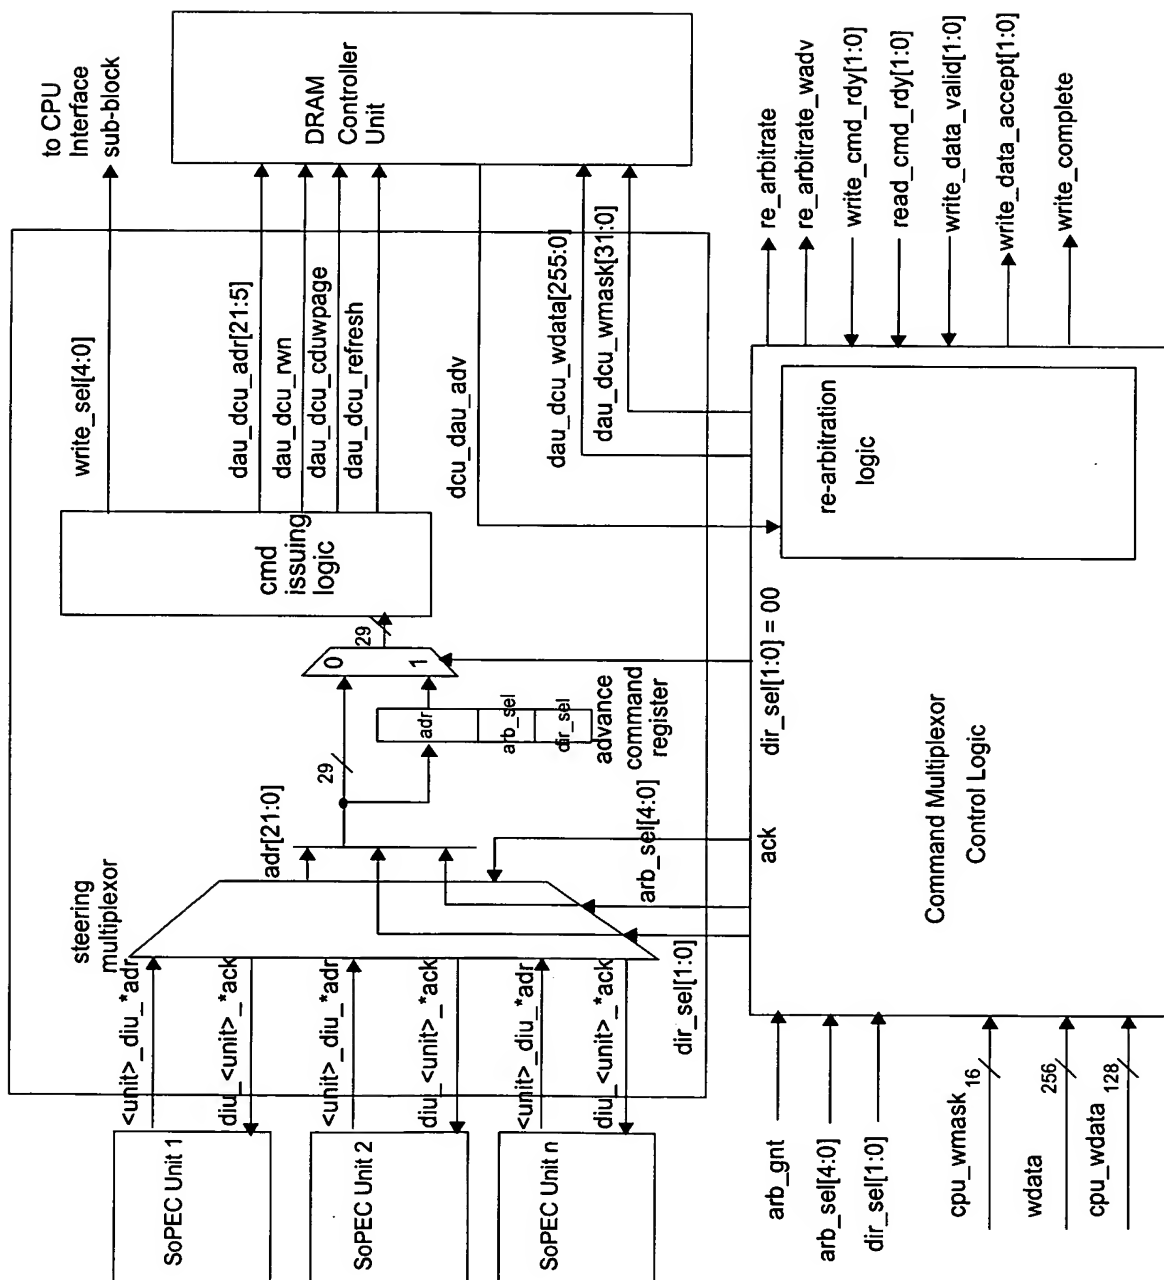 to CPU
Interface
sub-block
write_sel[4:0]
DRAM
Controller
Unit
dau_dcu_adr[21:5]
dau_dcu_rwn
dau_dcu_cduwpage
dau_dcu_refresh
dcu_dau_adv
dau_dcu_wdata[255:0]
dau_dcu_wmask[31:0]
cmd
issuing
logic
29
0
1
adr
arb_sel
dir_sel
advance
command
register
29
adr[21:0]
steering
multiplexor
<unit>_diu_*adr
diu_<unit>_*ack
<unit>_diu_*adr
diu_<unit>_*ack
<unit>_diu_*adr
diu_<unit>_*ack
SoPEC Unit 1
SoPEC Unit 2
SoPEC Unit n
dir_sel[1:0]
arb_sel[4:0]
ack
dir_sel[1:0] = 00
Command Multiplexor
Control Logic
re-arbitration
logic
re_arbitrate
re_arbitrate_wadv
write_cmd_rdy[1:0]
read_cmd_rdy[1:0]
write_data_valid[1:0]
write_data_accept[1:0]
write_complete
arb_gnt
arb_sel[4:0]
dir_sel[1:0]
cpu_wmask
16
wdata
256
cpu_wdata
128